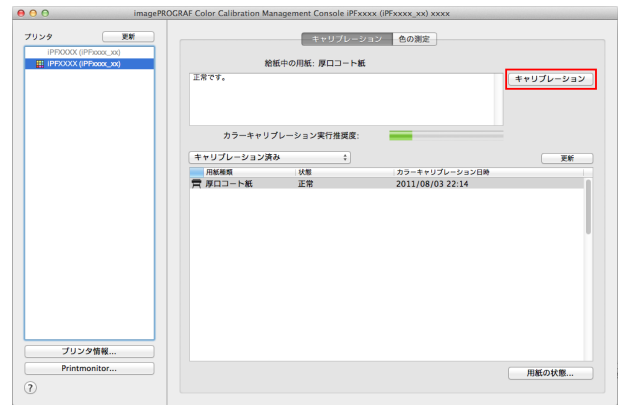 imagePROGRAF Color Calibration Management Console iPFxxxx (iPFxxxx_xx) xxxx
プリンタ
更新
iPFXXXX (iPFxxxx_xx)
iPFXXXX (iPFxxxx_xx)
プリンタ情報...
Printmonitor...
?
キャリブレーション 色の測定
給紙中の用紙: 厚口コート紙
正常です。
キャリブレーション
カラーキャリブレーション実行推奨度:
キャリブレーション済み
更新
用紙種類 状態 カラーキャリブレーション日時
厚口コート紙 正常 2011/08/03 22:14
用紙の状態...